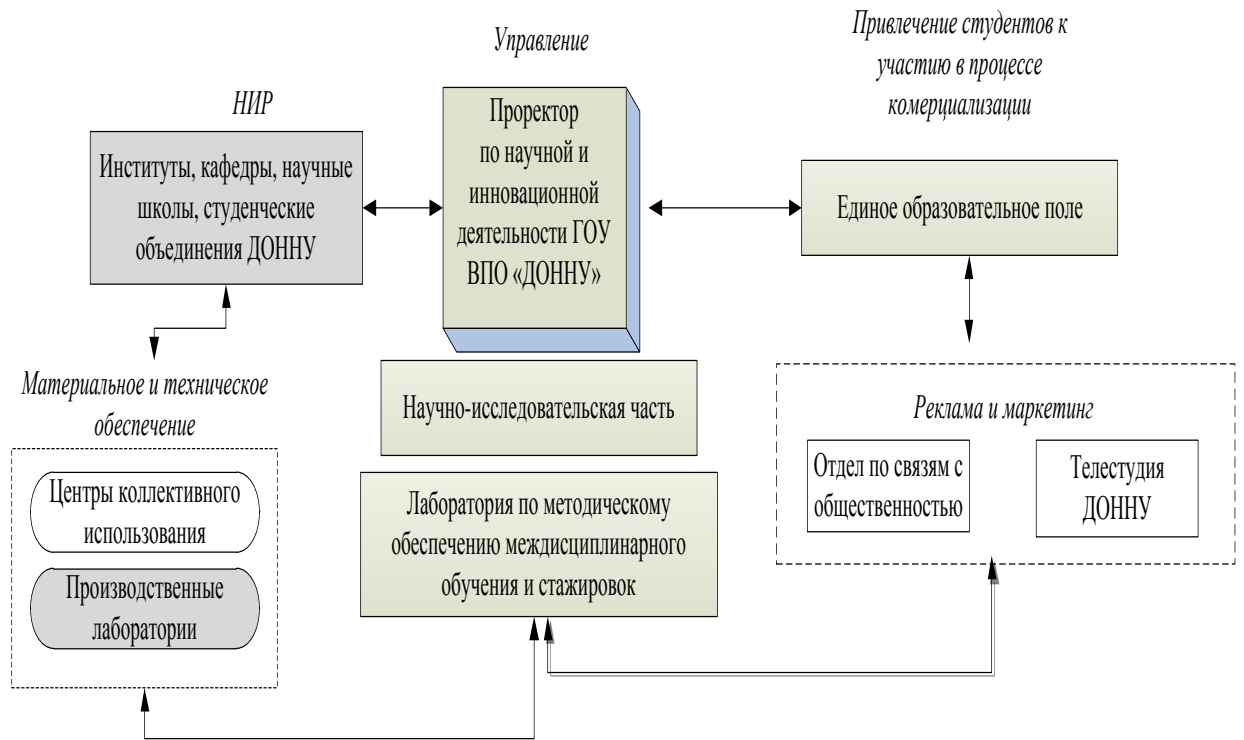 Управление
Привлечение студентов к
участию в процессе
комерциализации
НИР
Институты, кафедры, научные
школы, студенческие
объединения ДОННУ
Проректор
по научной и
инновационной
деятельности ГОУ
ВПО «ДОННУ»
Единое образовательное поле
Материальное и техническое
обеспечение
Центры коллективного
использования
Производственные
лаборатории
Научно-исследовательская часть
Лаборатория по методическому
обеспечению междисциплинарного
обучения и стажировок
Реклама и маркетинг
Отдел по связям с
общественностью
Телестудия
ДОННУ